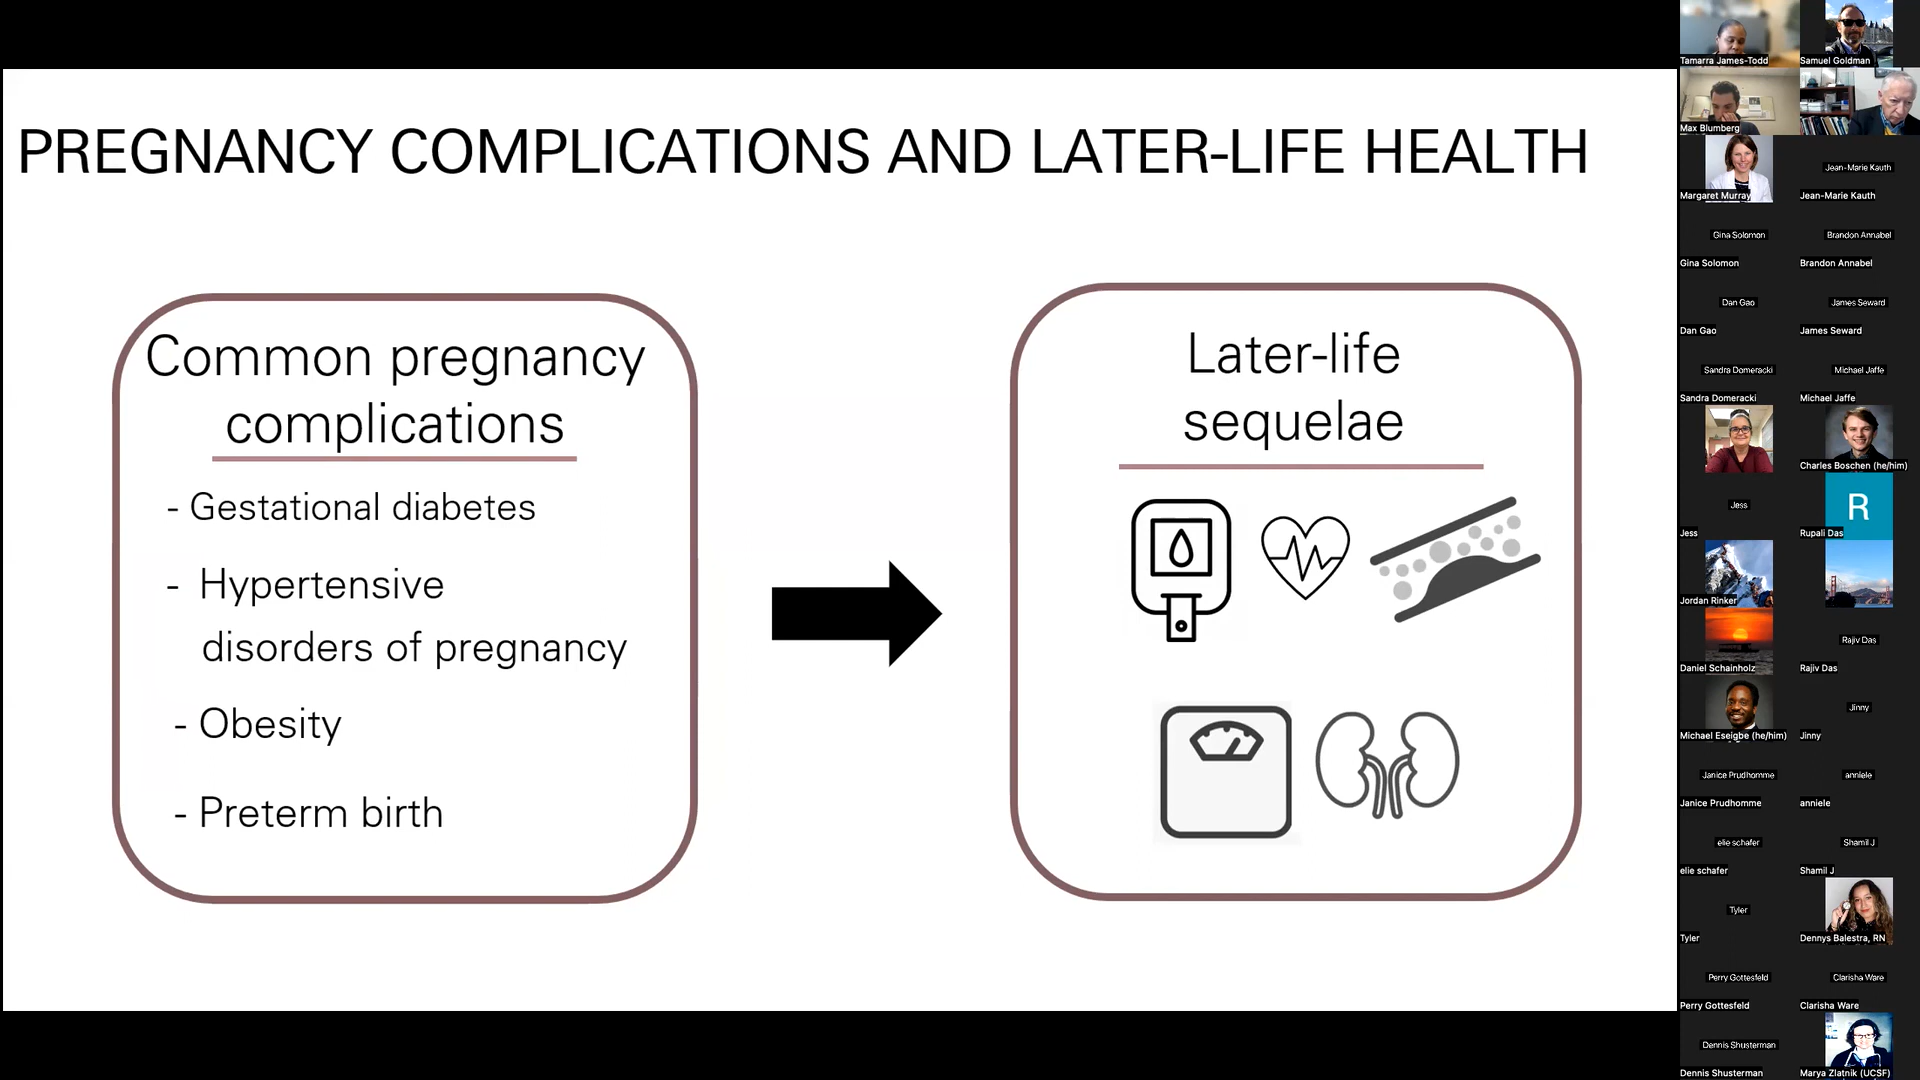 PREGNANCY COMPLICATIONS AND LATER-LIFE HEALTH
Common pregnancy
complications
- Gestational diabetes
- Hypertensive
disorders of pregnancy
- Obesity
- Preterm birth
Later-life
sequelae
Tamarra James-Todd
Samuel Goldman
Max Blumberg
Margaret Murray
Jean-Marie Kauth
Jean-Marie Kauth
Gina Solomon
Brandon Annabel
Gina Solomon
Brandon Annabel
Dan Gao
James Seward
Dan Gao
James Seward
Sandra Domeracki
Michael Jaffe
Sandra Domeracki
Michael Jaffe
Charles Boschen (he/him)
Jess
R
Jess
Rupali Das
Jordan Rinker
Rajiv Das
Daniel Schainholz
Rajiv Das
Jinny
Michael Eseigbe (he/him)
Jinny
Janice Prudhomme
anniele
Janice Prudhomme
anniele
elie schafer
Shamil J
elie schafer
Shamil J
Tyler
Tyler
Dennys Balestra, RN
Perry Gottesfeld
Clarisha Ware
Perry Gottesfeld
Clarisha Ware
Dennis Shusterman
Dennis Shusterman
Marya Zlatnik (UCSF)